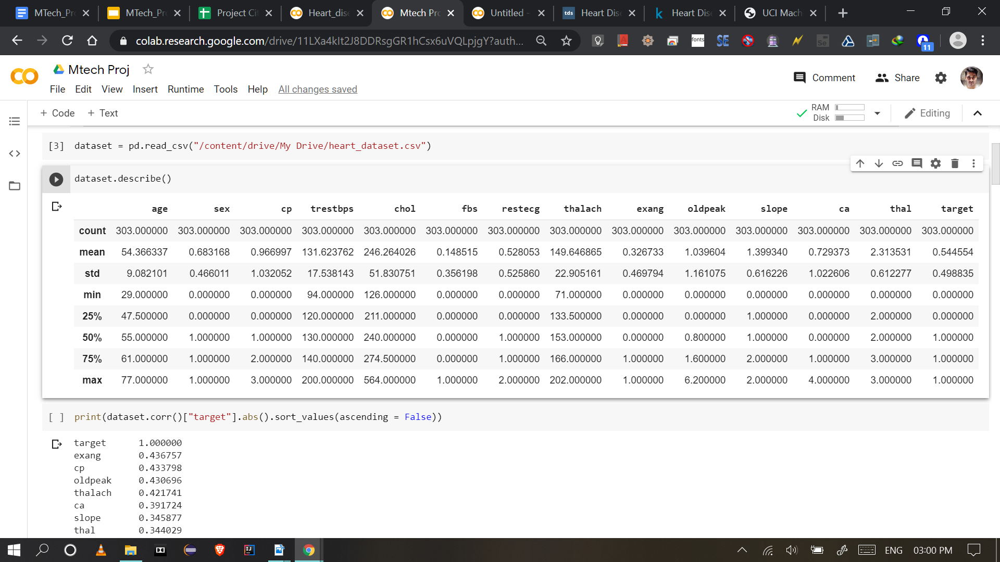 MTech_Pr
MTech_Pr
Project Cit
Heart_dise
Mtech Pro
Untitled -
tds
Heart Dise
k
Heart Dise
UCI Mach
colab.research.google.com/drive/11LXa4kIt2J8DDRsgGR1hCsx6uVQLpjgY?auth...
fonts
SE
Se
11
Mtech Proj
Comment
Share
File Edit View Insert Runtime Tools Help All changes saved
+ Code + Text
RAM
Disk
Editing
[3] dataset = pd.read_csv("/content/drive/My Drive/heart_dataset.csv")
dataset.describe()
age sex cp trestbps chol fbs restecg thalach exang oldpeak slope ca thal target
count 303.000000 303.000000 303.000000 303.000000 303.000000 303.000000 303.000000 303.000000 303.000000 303.000000 303.000000 303.000000 303.000000 303.000000
mean 54.366337 0.683168 0.966997 131.623762 246.264026 0.148515 0.528053 149.646865 0.326733 1.039604 1.399340 0.729373 2.313531 0.544554
std 9.082101 0.466011 1.032052 17.538143 51.830751 0.356198 0.525860 22.905161 0.469794 1.161075 0.616226 1.022606 0.612277 0.498835
min 29.000000 0.000000 0.000000 94.000000 126.000000 0.000000 0.000000 71.000000 0.000000 0.000000 0.000000 0.000000 0.000000 0.000000
25% 47.500000 0.000000 0.000000 120.000000 211.000000 0.000000 0.000000 133.500000 0.000000 0.000000 1.000000 0.000000 2.000000 0.000000
50% 55.000000 1.000000 1.000000 130.000000 240.000000 0.000000 1.000000 153.000000 0.000000 0.800000 1.000000 0.000000 2.000000 1.000000
75% 61.000000 1.000000 2.000000 140.000000 274.500000 0.000000 1.000000 166.000000 1.000000 1.600000 2.000000 1.000000 3.000000 1.000000
max 77.000000 1.000000 3.000000 200.000000 564.000000 1.000000 2.000000 202.000000 1.000000 6.200000 2.000000 4.000000 3.000000 1.000000
[ ] print(dataset.corr()["target"].abs().sort_values(ascending = False))
target 1.000000
exang 0.436757
cp 0.433798
oldpeak 0.430696
thalach 0.421741
ca 0.391724
slope 0.345877
thal 0.344029
IJ
ENG
03:00 PM